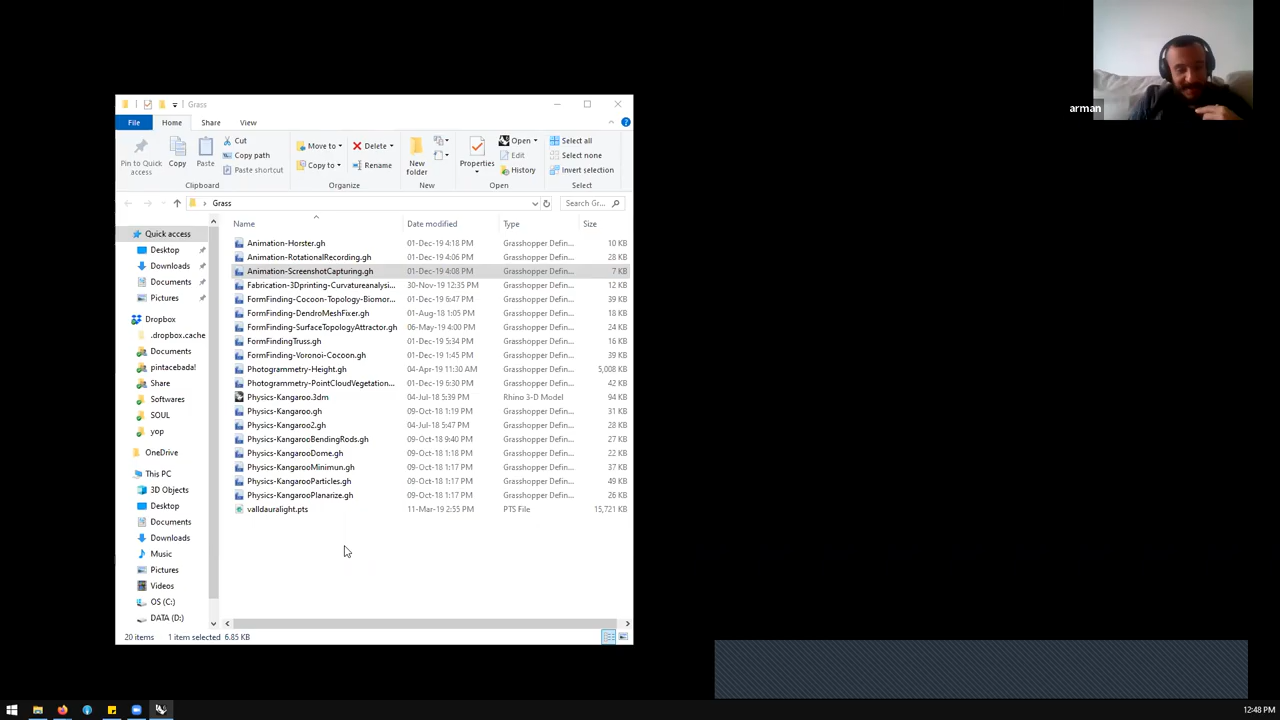 arman
Grass
File Home Share View
Pin to Quick access
Copy
Paste
Cut
Copy path
Paste shortcut
Clipboard
Move to
Copy to
Delete
Rename
Organize
New folder
New
Properties
Open
Edit
History
Open
Select all
Select none
Invert selection
Select
Grass
Search Gr...
Name Date modified Type Size
Quick access
Desktop
Downloads
Documents
Pictures
Dropbox
.dropbox.cache
Documents
pintacebada!
Share
Softwares
SOUL
yop
OneDrive
This PC
3D Objects
Desktop
Documents
Downloads
Music
Pictures
Videos
OS (C:)
DATA (D:)
Animation-Horster.gh 01-Dec-19 4:18 PM Grasshopper Defin... 10 KB
Animation-RotationalRecording.gh 01-Dec-19 4:06 PM Grasshopper Defin... 28 KB
Animation-ScreenshotCapturing.gh 01-Dec-19 4:08 PM Grasshopper Defin... 7 KB
Fabrication-3Dprinting-Curvatureanalysi... 30-Nov-19 12:35 PM Grasshopper Defin... 12 KB
FormFinding-Cocoon-Topology-Biomor... 01-Dec-19 6:47 PM Grasshopper Defin... 39 KB
FormFinding-DendroMeshFixer.gh 01-Aug-18 1:05 PM Grasshopper Defin... 18 KB
FormFinding-SurfaceTopologyAttractor.gh 06-May-19 4:00 PM Grasshopper Defin... 24 KB
FormFindingTruss.gh 01-Dec-19 5:34 PM Grasshopper Defin... 16 KB
FormFinding-Voronoi-Cocoon.gh 01-Dec-19 1:45 PM Grasshopper Defin... 39 KB
Photogrammetry-Height.gh 04-Apr-19 11:30 AM Grasshopper Defin... 5,008 KB
Photogrammetry-PointCloudVegetation... 01-Dec-19 6:30 PM Grasshopper Defin... 42 KB
Physics-Kangaroo.3dm 04-Jul-18 5:39 PM Rhino 3-D Model 94 KB
Physics-Kangaroo.gh 09-Oct-18 1:19 PM Grasshopper Defin... 31 KB
Physics-Kangaroo2.gh 04-Jul-18 5:47 PM Grasshopper Defin... 28 KB
Physics-KangarooBendingRods.gh 09-Oct-18 9:40 PM Grasshopper Defin... 27 KB
Physics-KangarooDome.gh 09-Oct-18 1:18 PM Grasshopper Defin... 22 KB
Physics-KangarooMinimun.gh 09-Oct-18 1:17 PM Grasshopper Defin... 37 KB
Physics-KangarooParticles.gh 09-Oct-18 1:17 PM Grasshopper Defin... 49 KB
Physics-KangarooPlanarize.gh 09-Oct-18 1:17 PM Grasshopper Defin... 26 KB
valldauralight.pts 11-Mar-19 2:55 PM PTS File 15,721 KB
20 items 1 item selected 6.85 KB
12:48 PM